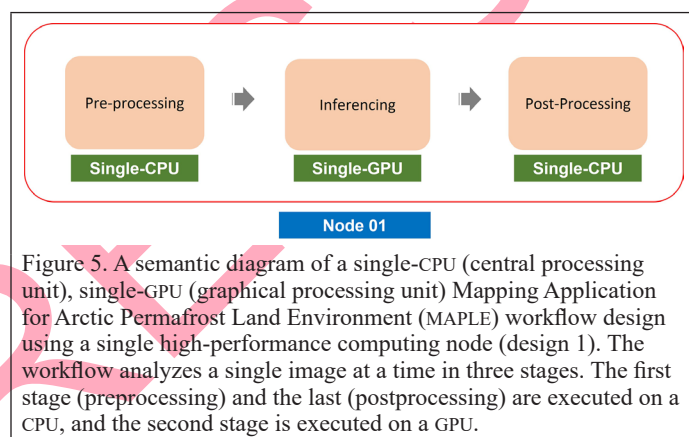 Pre-processing
Inferencing
Post-Processing
Single-CPU
Single-GPU
Single-CPU
Node 01
Figure 5. A semantic diagram of a single-CPU (central processing
unit), single-GPU (graphical processing unit) Mapping Application
for Arctic Permafrost Land Environment (MAPLE) workflow design
using a single high-performance computing node (design 1). The
workflow analyzes a single image at a time in three stages. The first
stage (preprocessing) and the last (postprocessing) are executed on a
CPU, and the second stage is executed on a GPU.